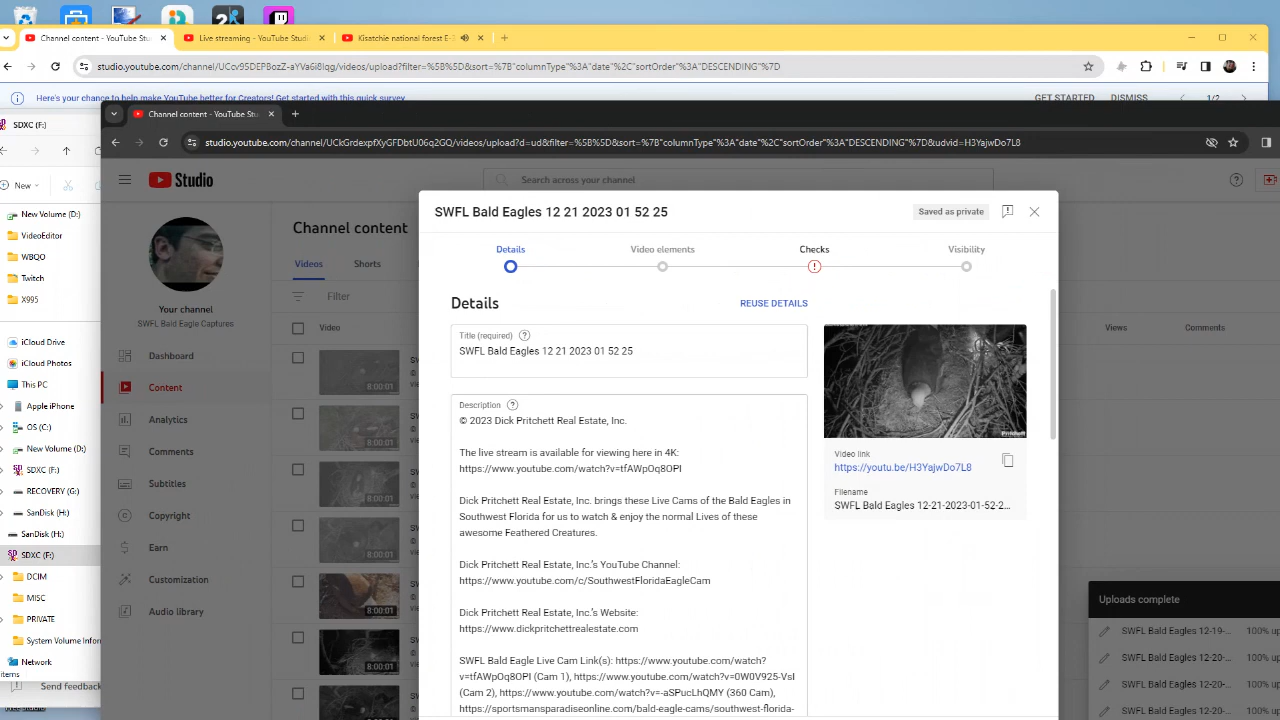 Channel content - YouTube Stu
Live streaming - YouTube Studi
Kisatchie national forest E-3
studio.youtube.com/channel/UCcv95DEPBozZ-aYVa6i8lqg/videos/upload?filter=%5B%5D&sort=%7B"columnType"%3A"date"%2C"sortOrder"%3A"DESCENDING"%7D
Here's your chance to help make YouTube better for Creators! Get started with this quick survey.
GET STARTED
DISMISS
1/2
SDXC (F:)
Channel content - YouTube Stu
studio.youtube.com/channel/UCkGrdexpfXyGFDbtU06q2GQ/videos/upload?d=ud&filter=%5B%5D&sort=%7B"columnType"%3A"date"%2C"sortOrder"%3A"DESCENDING"%7D&udvid=H3YajwDo7L8
New
New Volume (D:)
VideoEditor
WBQO
Twitch
X995
iCloud Drive
iCloud Photos
This PC
Apple iPhone
OS (C:)
New Volume (D:)
SDXC (F:)
RECOVERY (G:)
SanDisk (H:)
SanDisk (H:)
SDXC (F:)
DCIM
MISC
PRIVATE
System Volume Infor
Network
items
Send feedback
Studio
Search across your channel
Your channel
SWFL Bald Eagle Captures
Dashboard
Content
Analytics
Comments
Subtitles
Copyright
Earn
Customization
Audio library
Channel content
Videos
Shorts
Filter
Video
Views
Comments
8:00:01
8:00:01
8:00:01
8:00:01
8:00:01
8:00:01
8:00:01
SWFL Bald Eagles 12 21 2023 01 52 25
Saved as private
Details
Video elements
Checks
Visibility
Details
REUSE DETAILS
Title (required)
SWFL Bald Eagles 12 21 2023 01 52 25
Description
© 2023 Dick Pritchett Real Estate, Inc.
The live stream is available for viewing here in 4K:
https://www.youtube.com/watch?v=tfAWpOq8OPI
Dick Pritchett Real Estate, Inc. brings these Live Cams of the Bald Eagles in
Southwest Florida for us to watch & enjoy the normal Lives of these
awesome Feathered Creatures.
Dick Pritchett Real Estate, Inc.'s YouTube Channel:
https://www.youtube.com/c/SouthwestFloridaEagleCam
Dick Pritchett Real Estate, Inc.'s Website:
https://www.dickpritchettrealestate.com
SWFL Bald Eagle Live Cam Link(s): https://www.youtube.com/watch?
v=tfAWpOq8OPI (Cam 1), https://www.youtube.com/watch?v=0W0V925-VsI
(Cam 2), https://www.youtube.com/watch?v=-aSPucLhQMY (360 Cam),
https://sportsmansparadiseonline.com/bald-eagle-cams/southwest-florida-
Pritchett
Video link
https://youtu.be/H3YajwDo7L8
Filename
SWFL Bald Eagles 12-21-2023-01-52-2...
Uploads complete
SWFL Bald Eagles 12-19-...
100% up
SWFL Bald Eagles 12-20-...
100% up
SWFL Bald Eagles 12-20-...
100% up
SWFL Bald Eagles 12-20-...
100% up